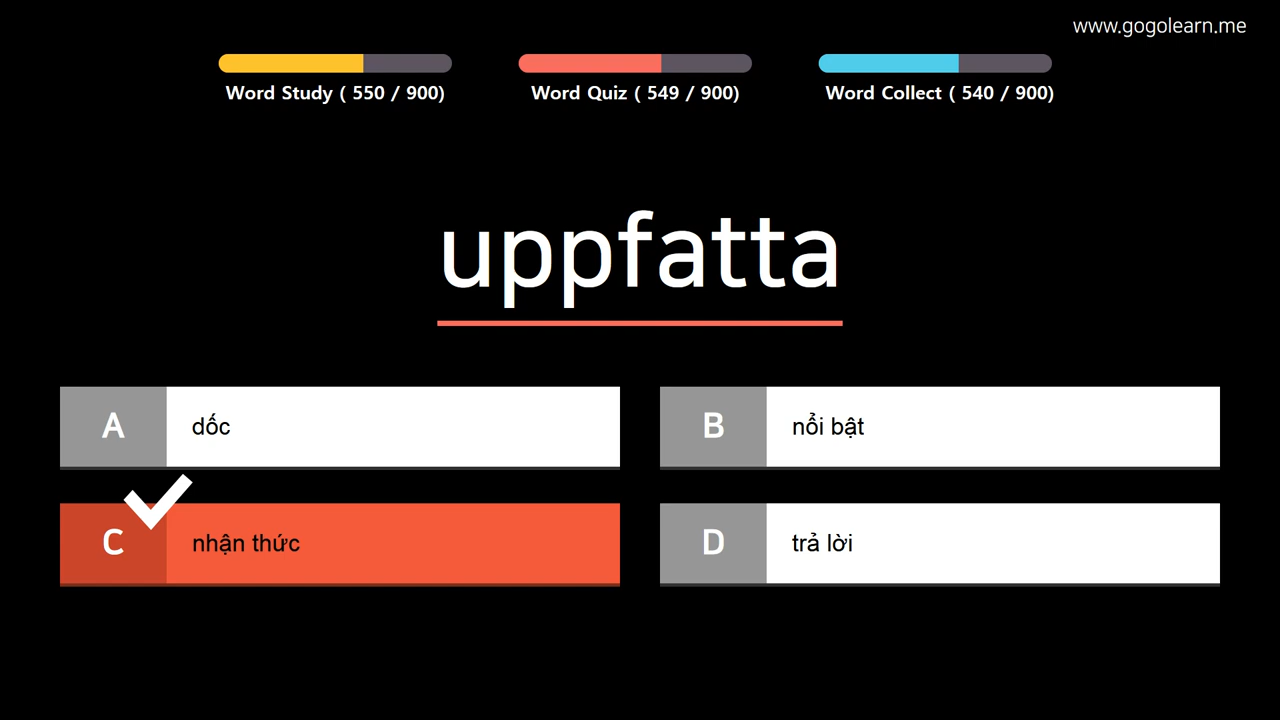 www.gogolearn.me
Word Study ( 550 / 900)
Word Quiz ( 549 / 900)
Word Collect ( 540 / 900)
uppfatta
A
dốc
B
nổi bật
C
nhận thức
D
trả lời